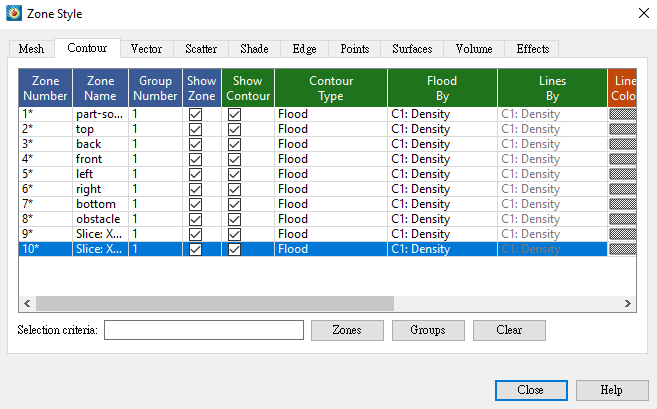 Zone Style
Mesh Contour Vector Scatter Shade Edge Points Surfaces Volume Effects
Zone Number Zone Name Group Number Show Zone Show Contour Contour Type Flood By Lines By Line Colo
1* part-so... 1 Flood C1: Density C1: Density
2* top 1 Flood C1: Density C1: Density
3* back 1 Flood C1: Density C1: Density
4* front 1 Flood C1: Density C1: Density
5* left 1 Flood C1: Density C1: Density
6* right 1 Flood C1: Density C1: Density
7* bottom 1 Flood C1: Density C1: Density
8* obstacle 1 Flood C1: Density C1: Density
9* Slice: X... 1 Flood C1: Density C1: Density
10* Slice: X... 1 Flood C1: Density C1: Density
Selection criteria: Zones Groups Clear
Close Help